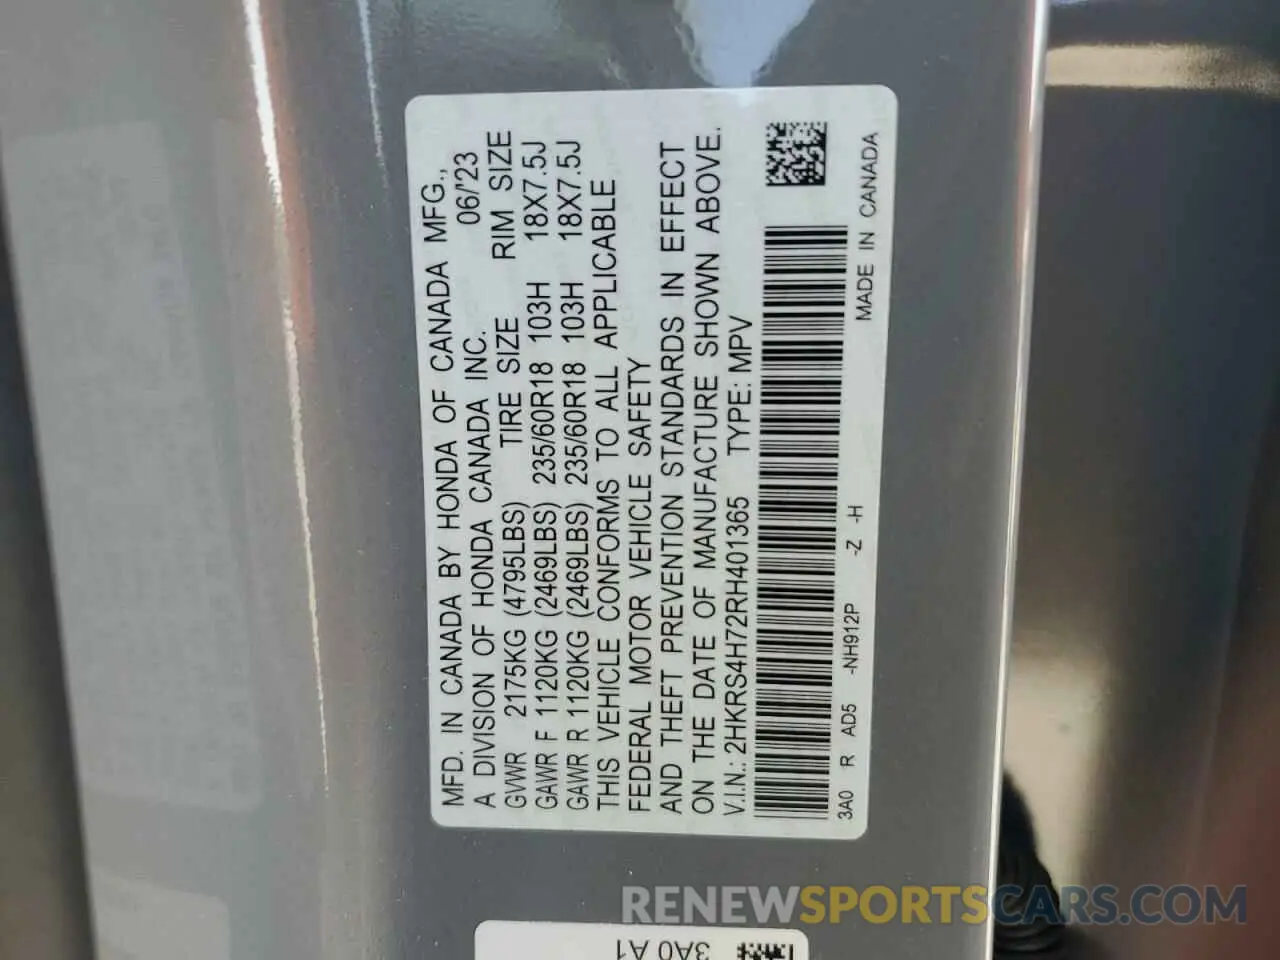 MFD. IN CANADA BY HONDA OF CANADA MFG.,
A DIVISION OF HONDA CANADA INC. 06/'23
GVWR 2175KG (4795LBS) TIRE SIZE RIM SIZE
GAWR F 1120KG (2469LBS) 235/60R18 103H 18X7.5J
GAWR R 1120KG (2469LBS) 235/60R18 103H 18X7.5J
THIS VEHICLE CONFORMS TO ALL APPLICABLE
FEDERAL MOTOR VEHICLE SAFETY
AND THEFT PREVENTION STANDARDS IN EFFECT
ON THE DATE OF MANUFACTURE SHOWN ABOVE.
V.I.N.: 2HKRS4H72RH401365 TYPE: MPV
3A0 R AD5 -NH912P -Z -H MADE IN CANADA
3A0 A1
RENEWSPORTSCARS.COM